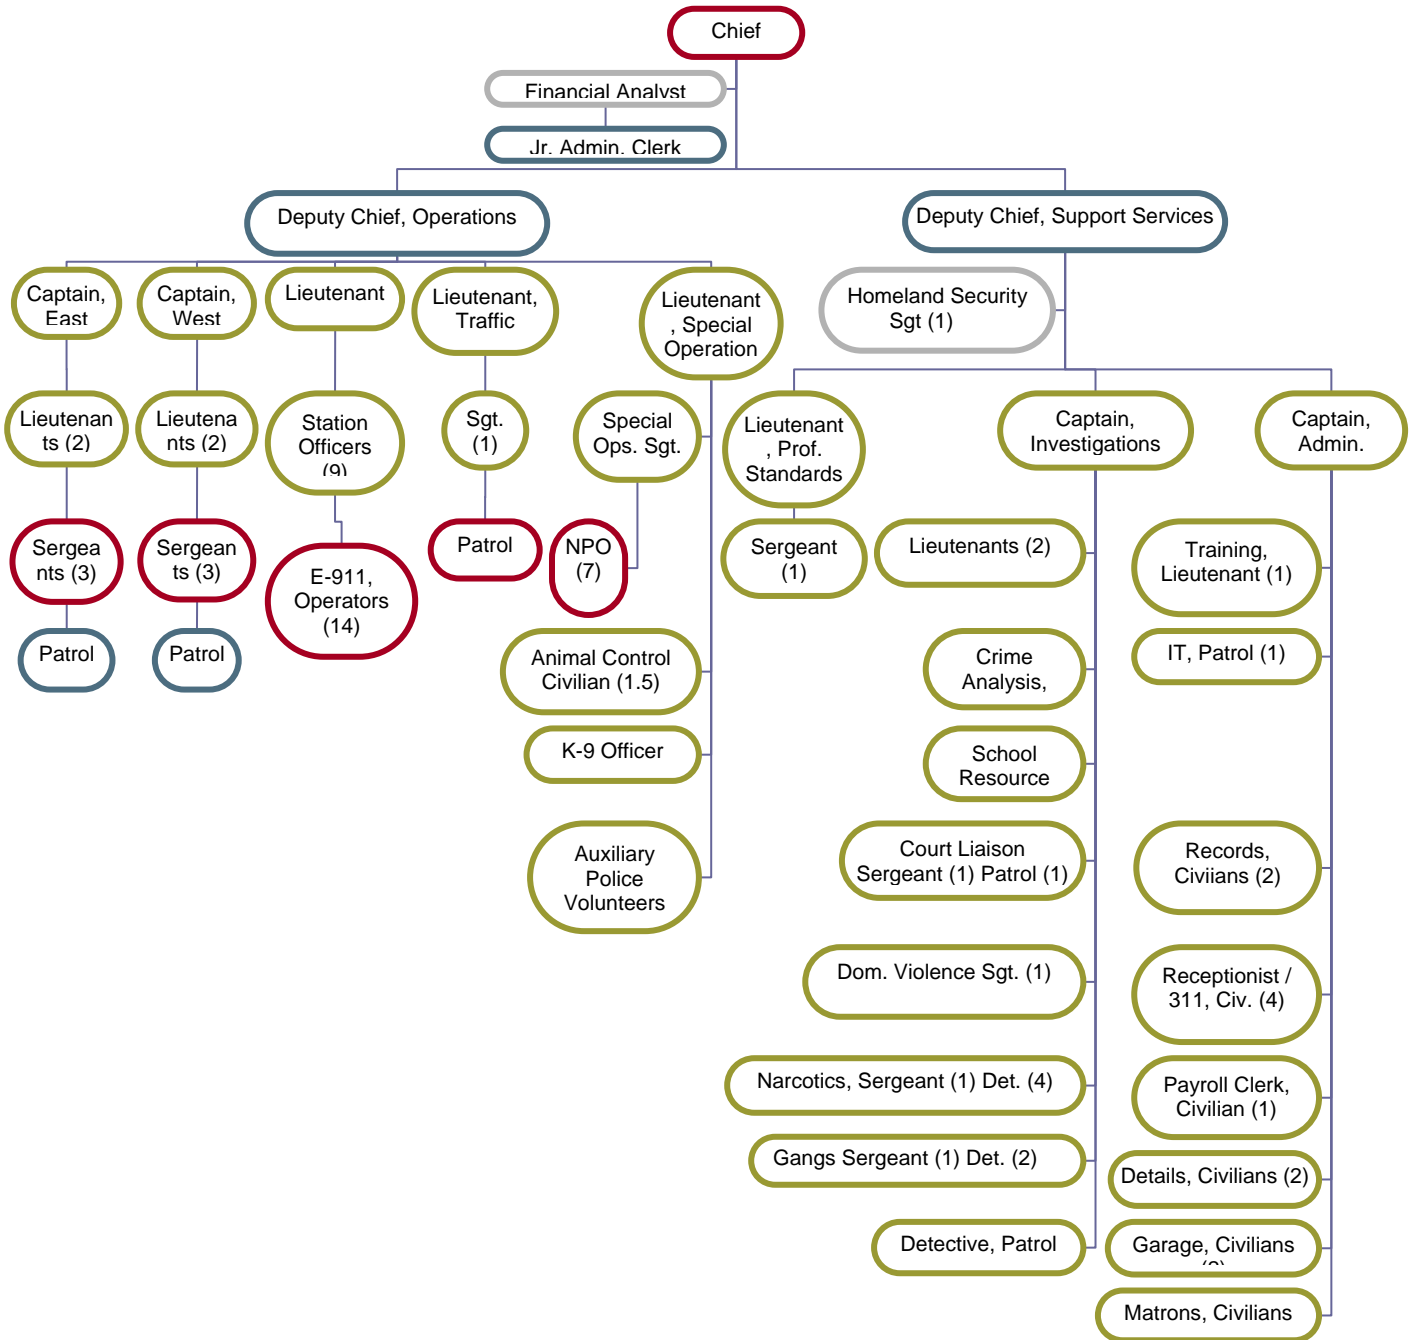 Chief
Financial Analyst
Jr. Admin. Clerk
Deputy Chief, Operations
Deputy Chief, Support Services
Captain,
East
Captain,
West
Lieutenant
Lieutenant,
Traffic
Lieutenant
, Special
Operation
Homeland Security
Sgt (1)
Lieutenan
ts (2)
Lieutena
nts (2)
Station
Officers
(9)
Sgt.
(1)
Special
Ops. Sgt.
Lieutenant
, Prof.
Standards
Captain,
Investigations
Captain,
Admin.
Sergea
nts (3)
Sergean
ts (3)
E-911,
Operators
(14)
Patrol
NPO
(7)
Sergeant
(1)
Lieutenants (2)
Training,
Lieutenant (1)
Patrol
Patrol
Animal Control
Civilian (1.5)
Crime
Analysis,
IT, Patrol (1)
K-9 Officer
School
Resource
Auxiliary
Police
Volunteers
Court Liaison
Sergeant (1) Patrol (1)
Records,
Civiians (2)
Dom. Violence Sgt. (1)
Receptionist /
311, Civ. (4)
Narcotics, Sergeant (1) Det. (4)
Payroll Clerk,
Civilian (1)
Gangs Sergeant (1) Det. (2)
Details, Civilians (2)
Detective, Patrol
Garage, Civilians
Matrons, Civilians